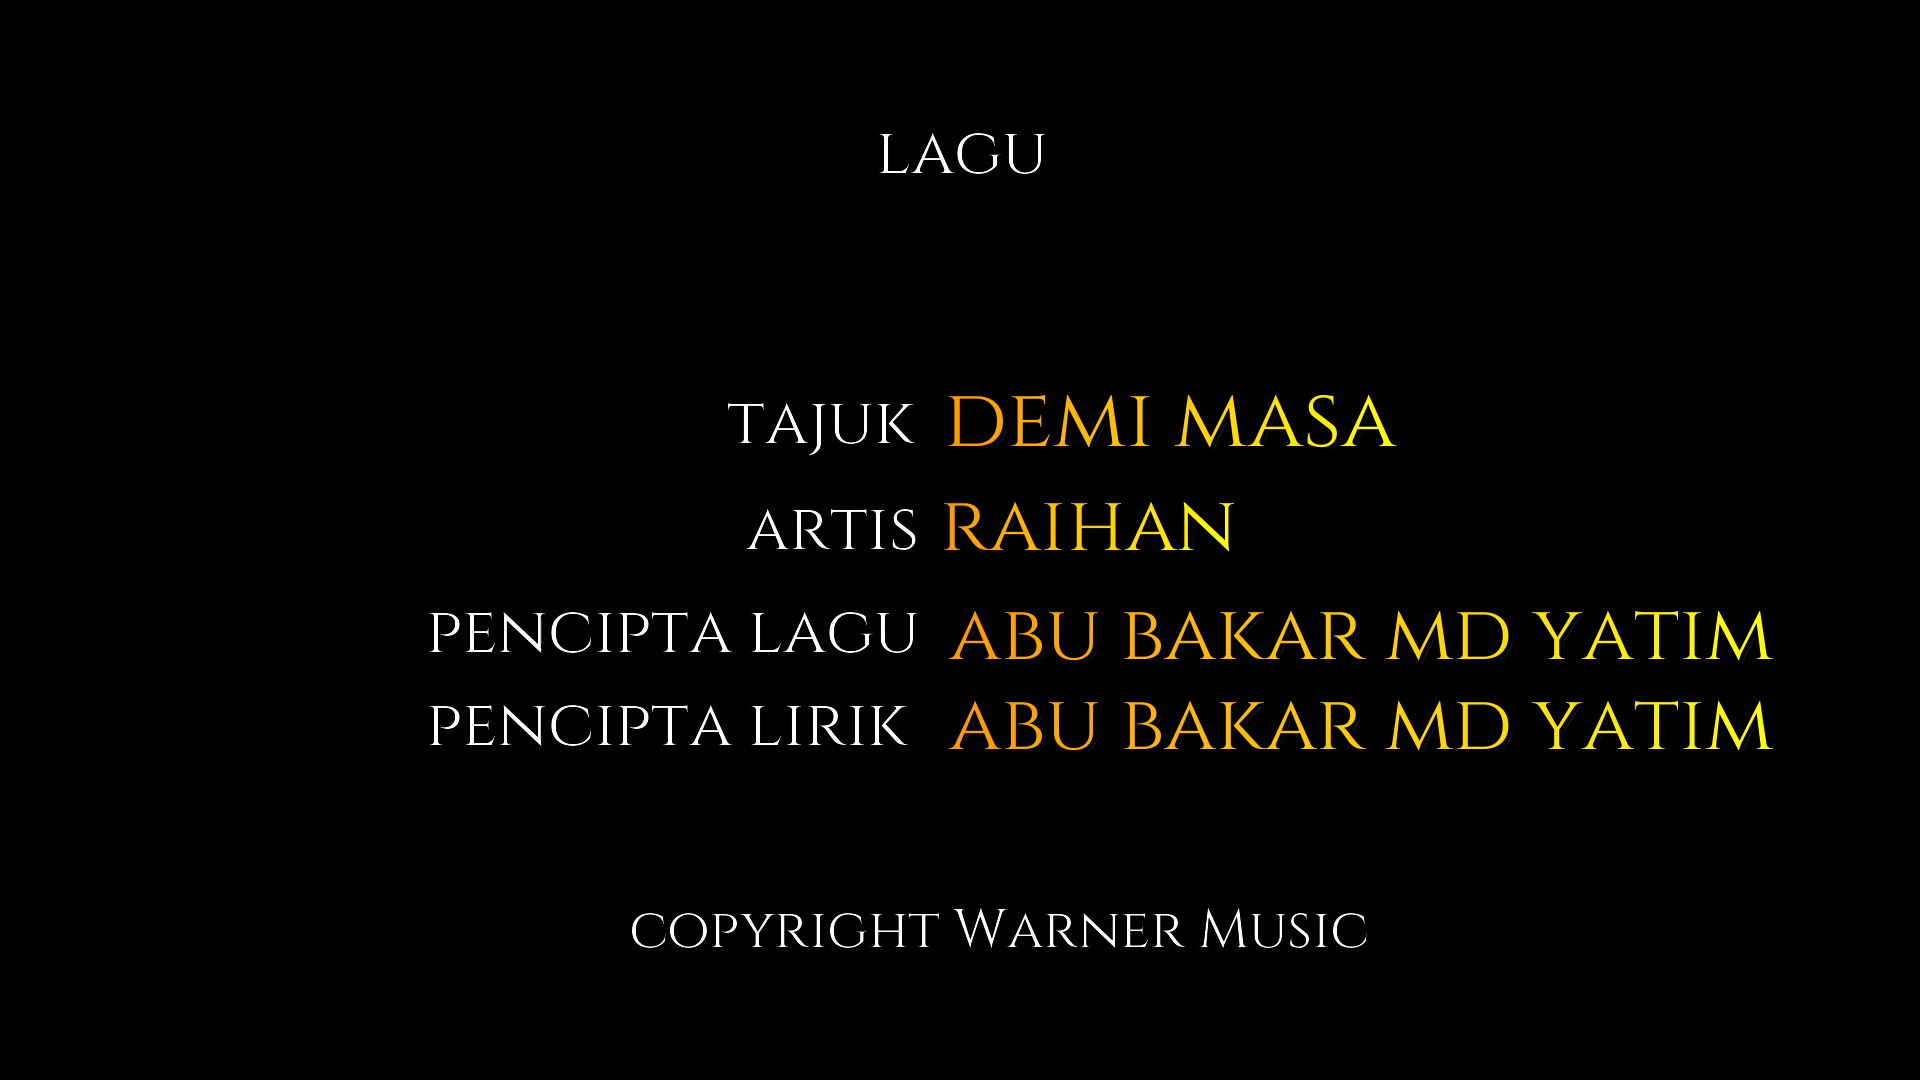 LAGU
TAJUK DEMI MASA
ARTIS RAIHAN
PENCIPTA LAGU ABU BAKAR MD YATIM
PENCIPTA LIRIK ABU BAKAR MD YATIM
COPYRIGHT WARNER MUSIC